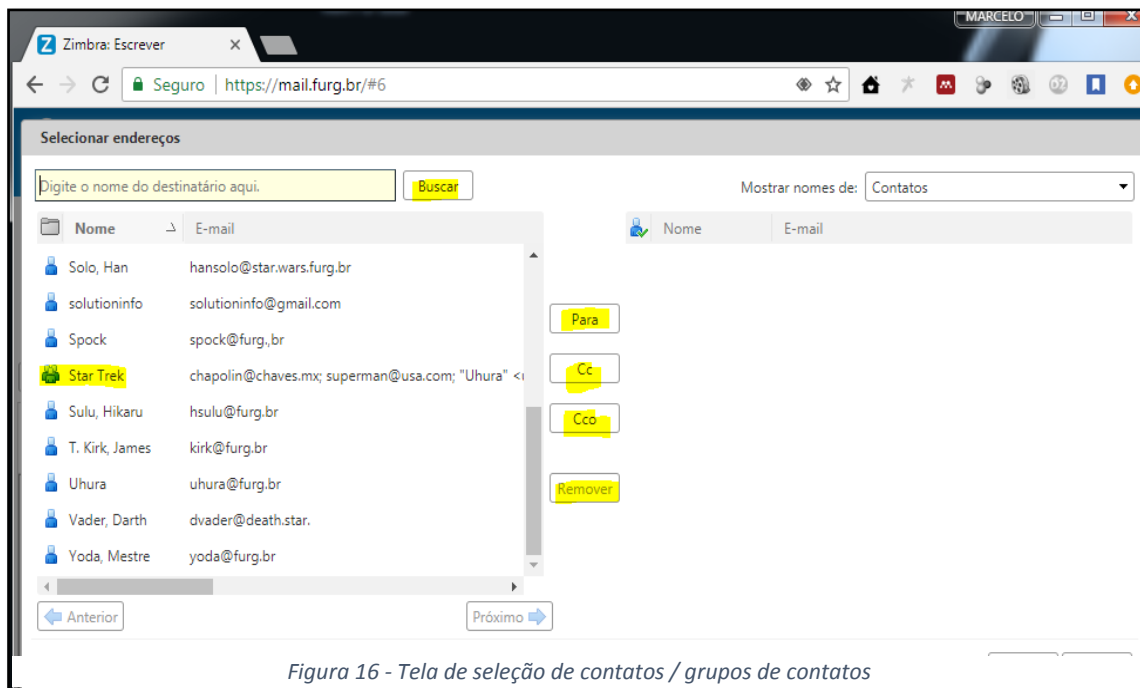 MARCELO
Zimbra: Escrever
Seguro | https://mail.furg.br/#6
Selecionar endereços
Digite o nome do destinatário aqui. Buscar Mostrar nomes de: Contatos
Nome E-mail Nome E-mail
Solo, Han hansolo@star.wars.furg.br
solutioninfo solutioninfo@gmail.com
Spock spock@furg.,br
Para
Star Trek chapolin@chaves.mx; superman@usa.com; "Uhura" <
Cc
Sulu, Hikaru hsulu@furg.br
Cco
T. Kirk, James kirk@furg.br
Uhura uhura@furg.br
Remover
Vader, Darth dvader@death.star.
Yoda, Mestre yoda@furg.br
Anterior Próximo
Figura 16 - Tela de seleção de contatos / grupos de contatos